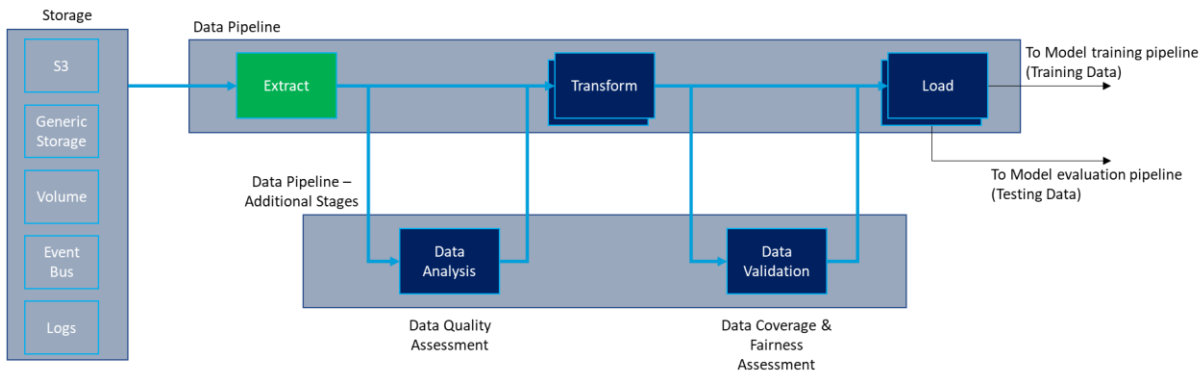 Storage
S3
Generic
Storage
Volume
Event
Bus
Logs
Data Pipeline
Extract
Transform
Load
To Model training pipeline
(Training Data)
To Model evaluation pipeline
(Testing Data)
Data Pipeline –
Additional Stages
Data
Analysis
Data
Validation
Data Quality
Assessment
Data Coverage &
Fairness
Assessment